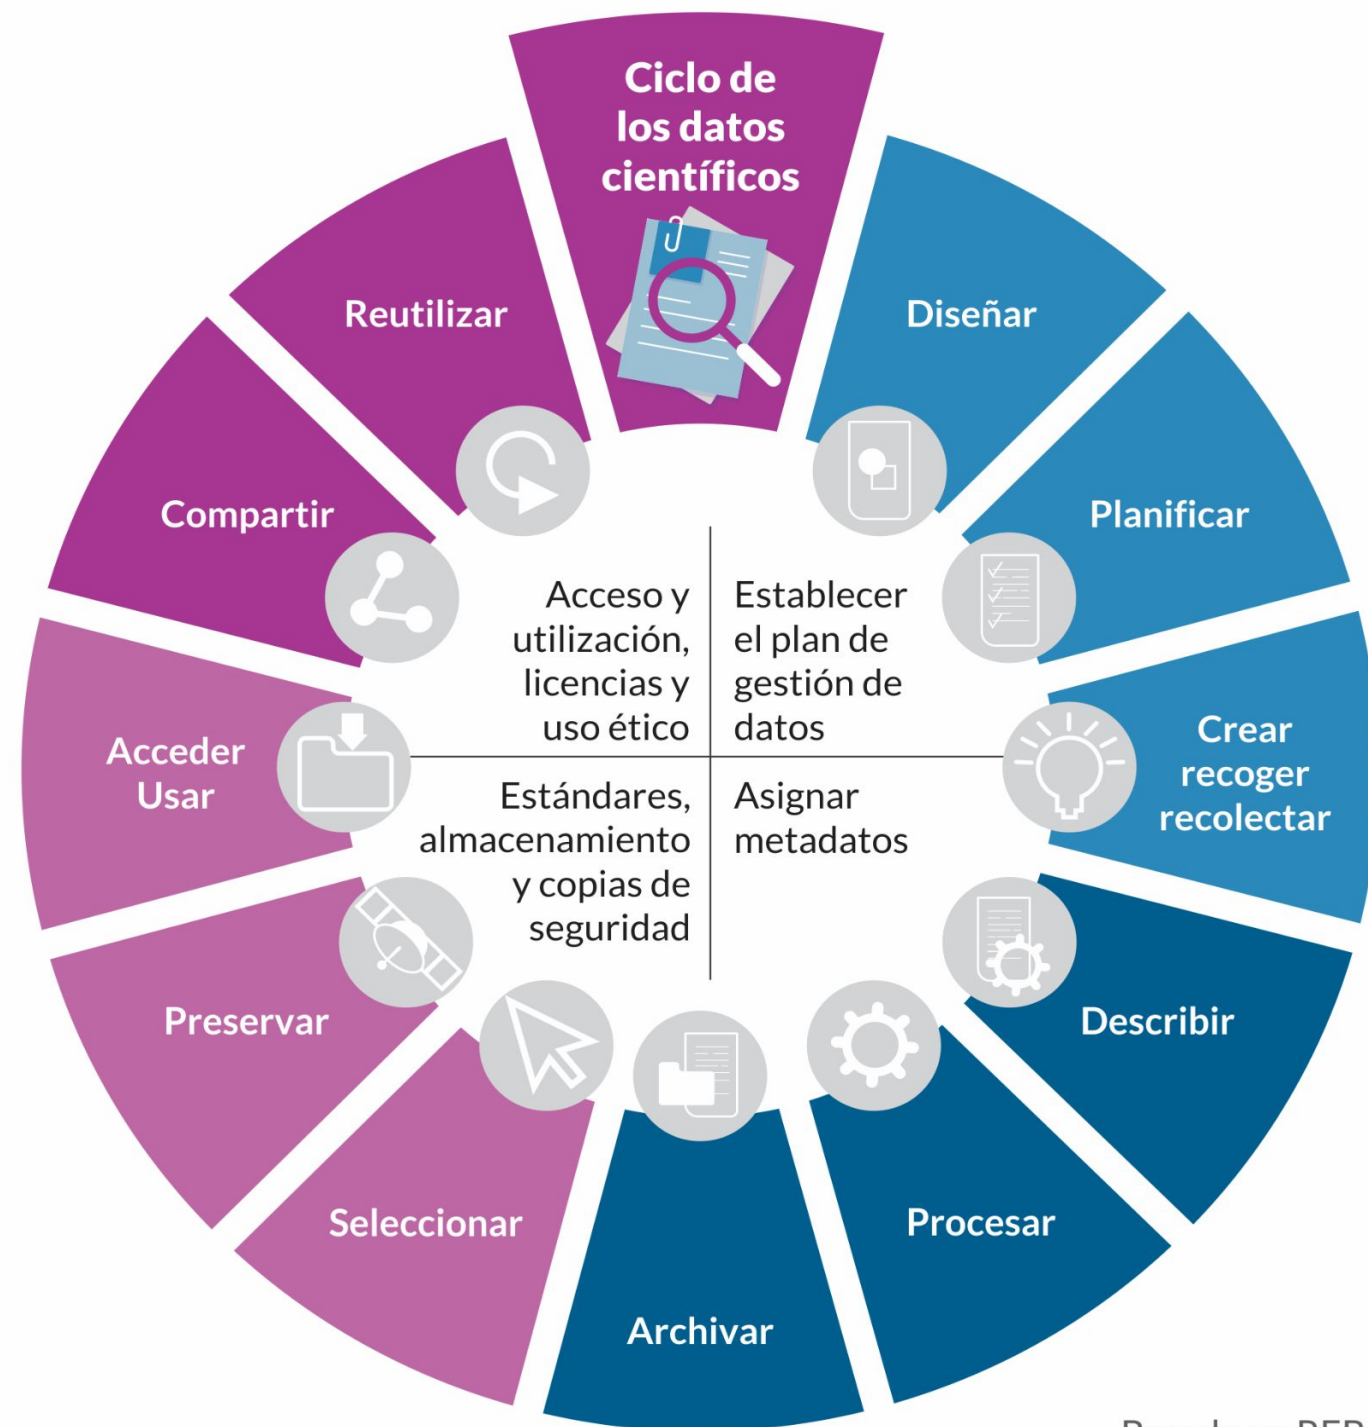 Ciclo de
los datos
científicos
Diseñar
Planificar
Crear
recoger
recolectar
Describir
Procesar
Archivar
Seleccionar
Preservar
Acceder
Usar
Compartir
Reutilizar
Acceso y
utilización,
licencias y
uso ético
Establecer
el plan de
gestión de
datos
Estándares,
almacenamiento
y copias de
seguridad
Asignar
metadatos